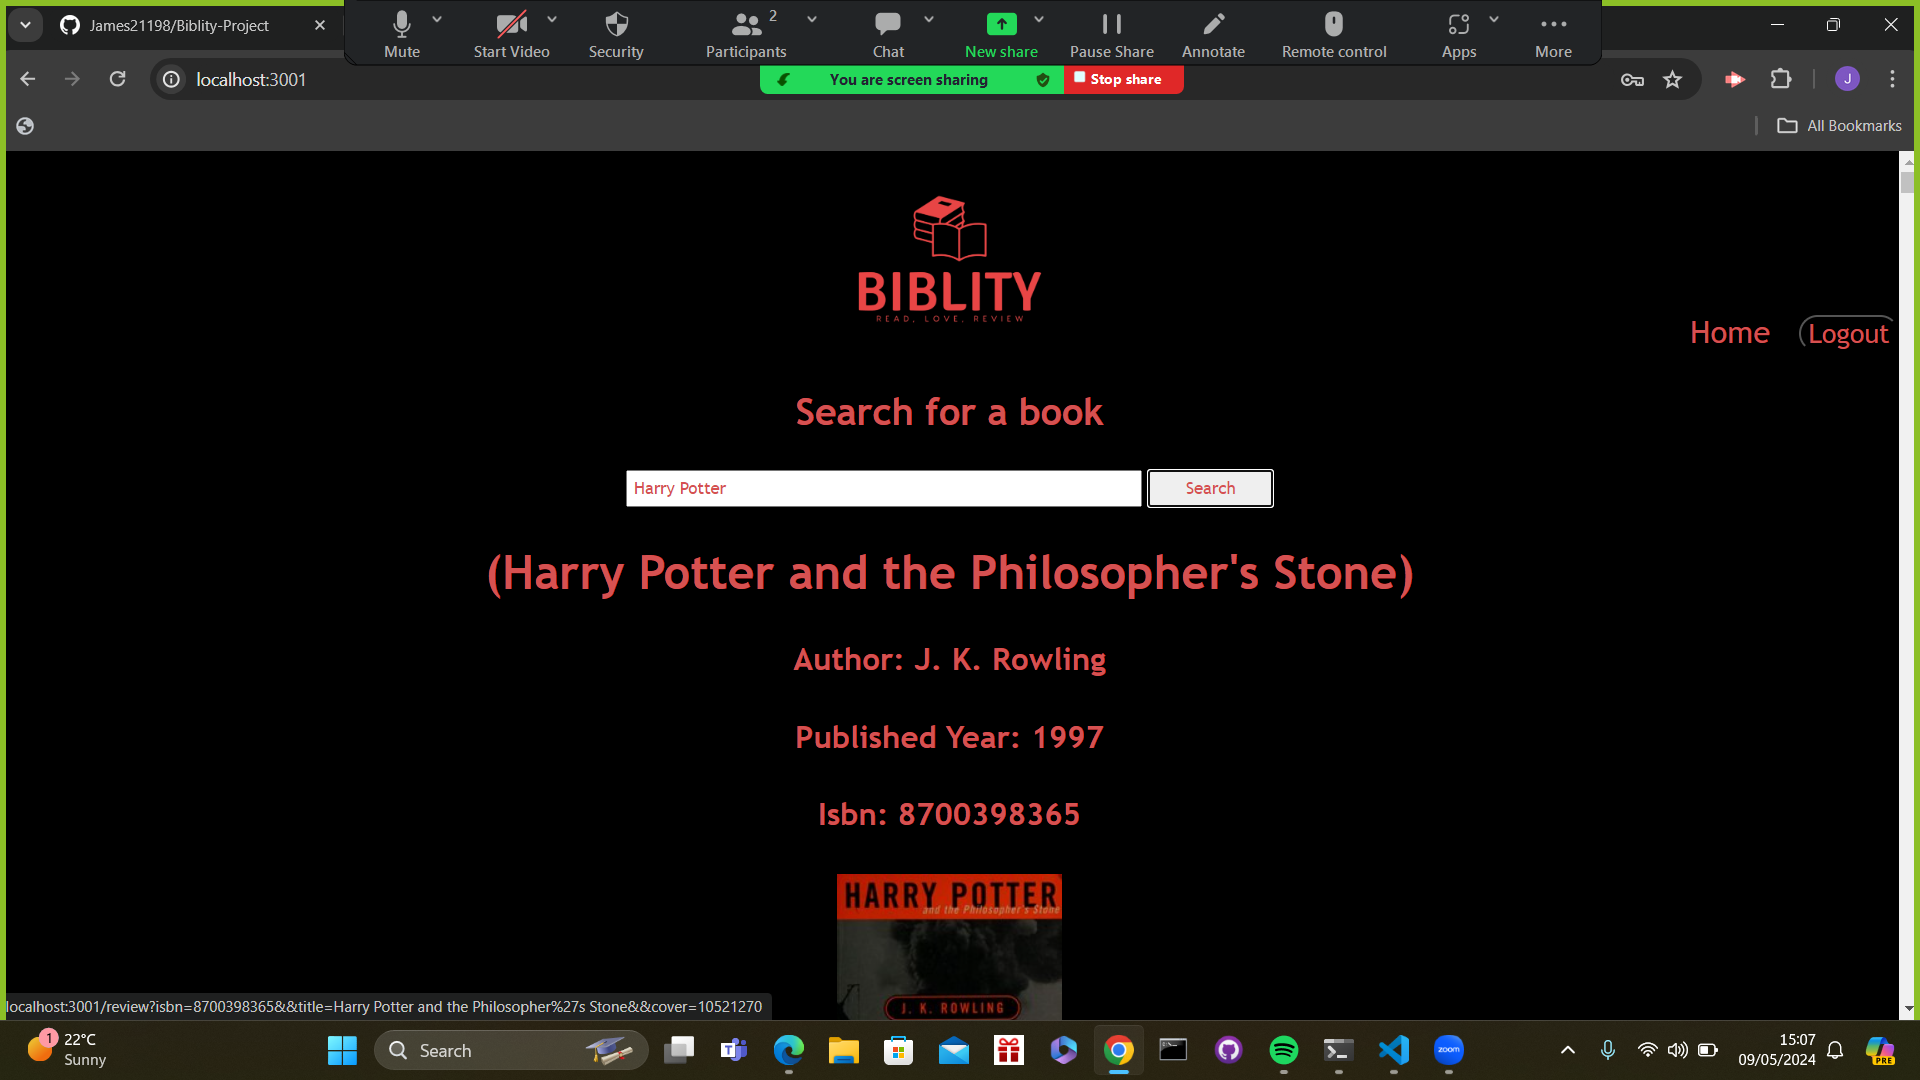 James21198/Biblity-Project
Mute
Start Video
Security
Participants
2
Chat
New share
Pause Share
Annotate
Remote control
Apps
More
localhost:3001
You are screen sharing
Stop share
J
All Bookmarks
BIBLITY
READ, LOVE, REVIEW
Home
Logout
Search for a book
Harry Potter
Search
(Harry Potter and the Philosopher's Stone)
Author: J. K. Rowling
Published Year: 1997
Isbn: 8700398365
HARRY POTTER
and the Philosopher's Stone
J. K. ROWLING
localhost:3001/review?isbn=8700398365&&title=Harry Potter and the Philosopher%27s Stone&&cover=10521270
1
22°C
Sunny
Search
zoom
15:07
09/05/2024
PRE